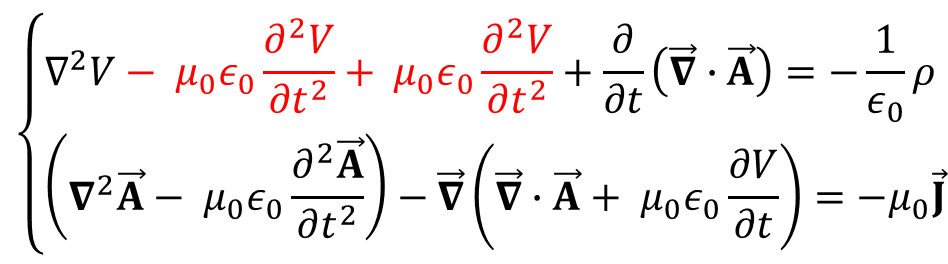 ∇²V − μ₀ϵ₀ ∂²V/∂t² + μ₀ϵ₀ ∂²V/∂t² + ∂/∂t (∇⃗ · A⃗) = − 1/ϵ₀ ρ
(∇²A⃗ − μ₀ϵ₀ ∂²A⃗/∂t²) − ∇⃗ (∇⃗ · A⃗ + μ₀ϵ₀ ∂V/∂t) = −μ₀J⃗